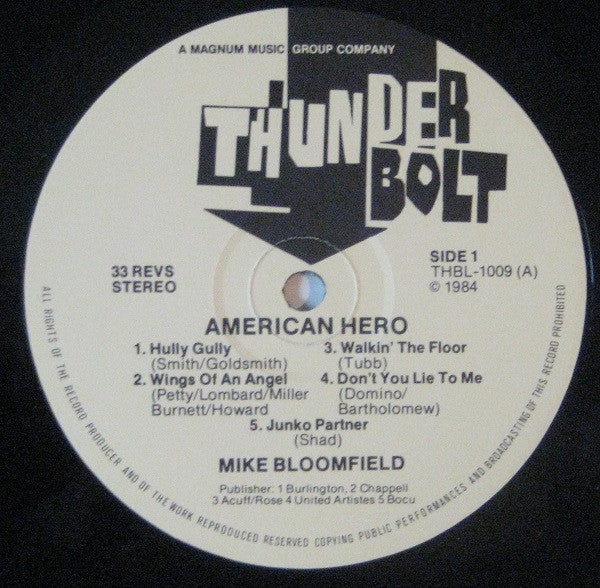 A MAGNUM MUSIC GROUP COMPANY
THUNDER
BOLT
33 REVS
STEREO
SIDE 1
THBL-1009 (A)
© 1984
AMERICAN HERO
1. Hully Gully
(Smith/Goldsmith)
2. Wings Of An Angel
(Petty/Lombard/Miller
Burnett/Howard
3. Walkin' The Floor
(Tubb)
4. Don't You Lie To Me
(Domino/
Bartholomew)
5. Junko Partner
(Shad)
MIKE BLOOMFIELD
Publisher: 1 Burlington, 2 Chappell
3 Acuff/Rose 4 United Artistes 5 Bocu
ALL RIGHTS OF THE RECORD PRODUCER AND OF THE WORK REPRODUCED RESERVED COPYING PUBLIC PERFORMANCES AND BROADCASTING OF THIS RECORD PROHIBITED